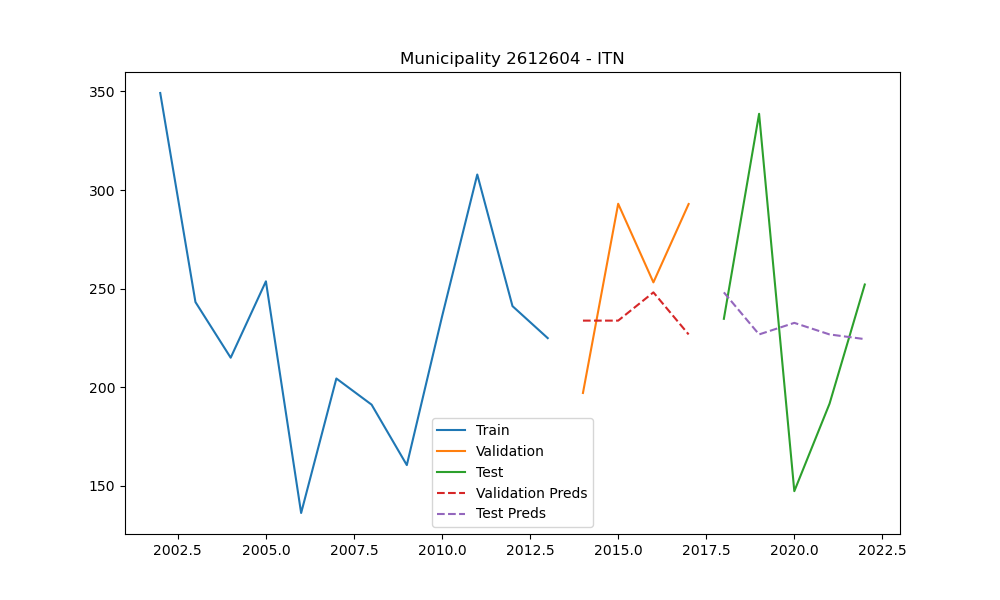 Municipality 2612604 - ITN
350
300
250
200
150
2002.5 2005.0 2007.5 2010.0 2012.5 2015.0 2017.5 2020.0 2022.5
Train
Validation
Test
Validation Preds
Test Preds